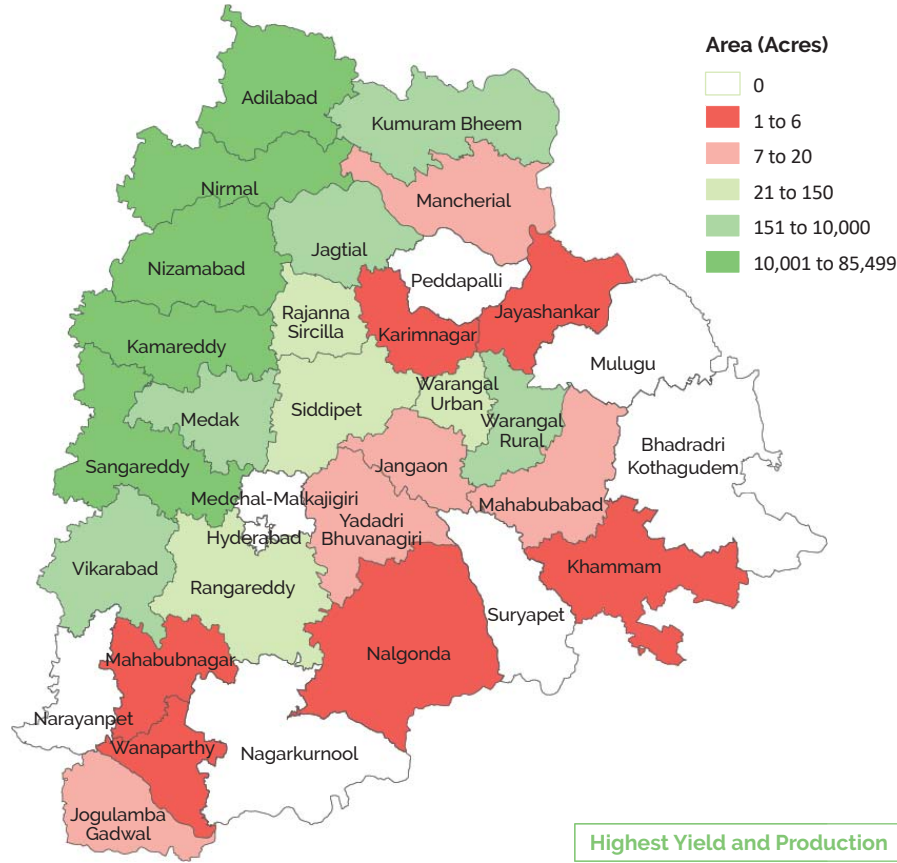 Area (Acres)
0
1 to 6
7 to 20
21 to 150
151 to 10,000
10,001 to 85,499
Adilabad
Kumuram Bheem
Nirmal
Mancherial
Jagtial
Nizamabad
Peddapalli
Rajanna
Sircilla
Jayashankar
Karimnagar
Kamareddy
Mulugu
Warangal
Urban
Siddipet
Medak
Warangal
Rural
Bhadradri
Kothagudem
Jangaon
Sangareddy
Medchal-Malkajigiri
Mahabubabad
Yadadri
Bhuvanagiri
Hyderabad
Vikarabad
Khammam
Rangareddy
Suryapet
Nalgonda
Mahabubnagar
Narayanpet
Wanaparthy
Nagarkurnool
Jogulamba
Gadwal
Highest Yield and Production